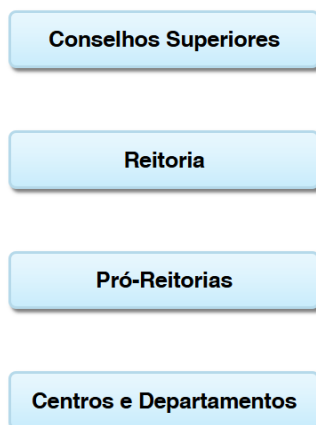 Conselhos Superiores
Reitoria
Pró-Reitorias
Centros e Departamentos